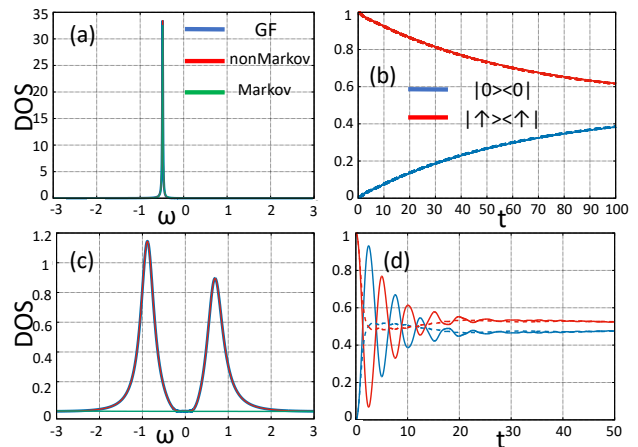 35
30
25
20
15
10
5
0
DOS
(a)
GF
nonMarkov
Markov
-3 -2 -1 0 1 2 3
ω
1
0.8
0.6
0.4
0.2
0
(b)
|0><0|
|↑><↑|
0 10 20 30 40 50 60 70 80 90 100
t
1.2
1
0.8
0.6
0.4
0.2
0
DOS
(c)
-3 -2 -1 0 1 2 3
ω
1
0.8
0.6
0.4
0.2
0
(d)
0 10 20 30 40 50
t